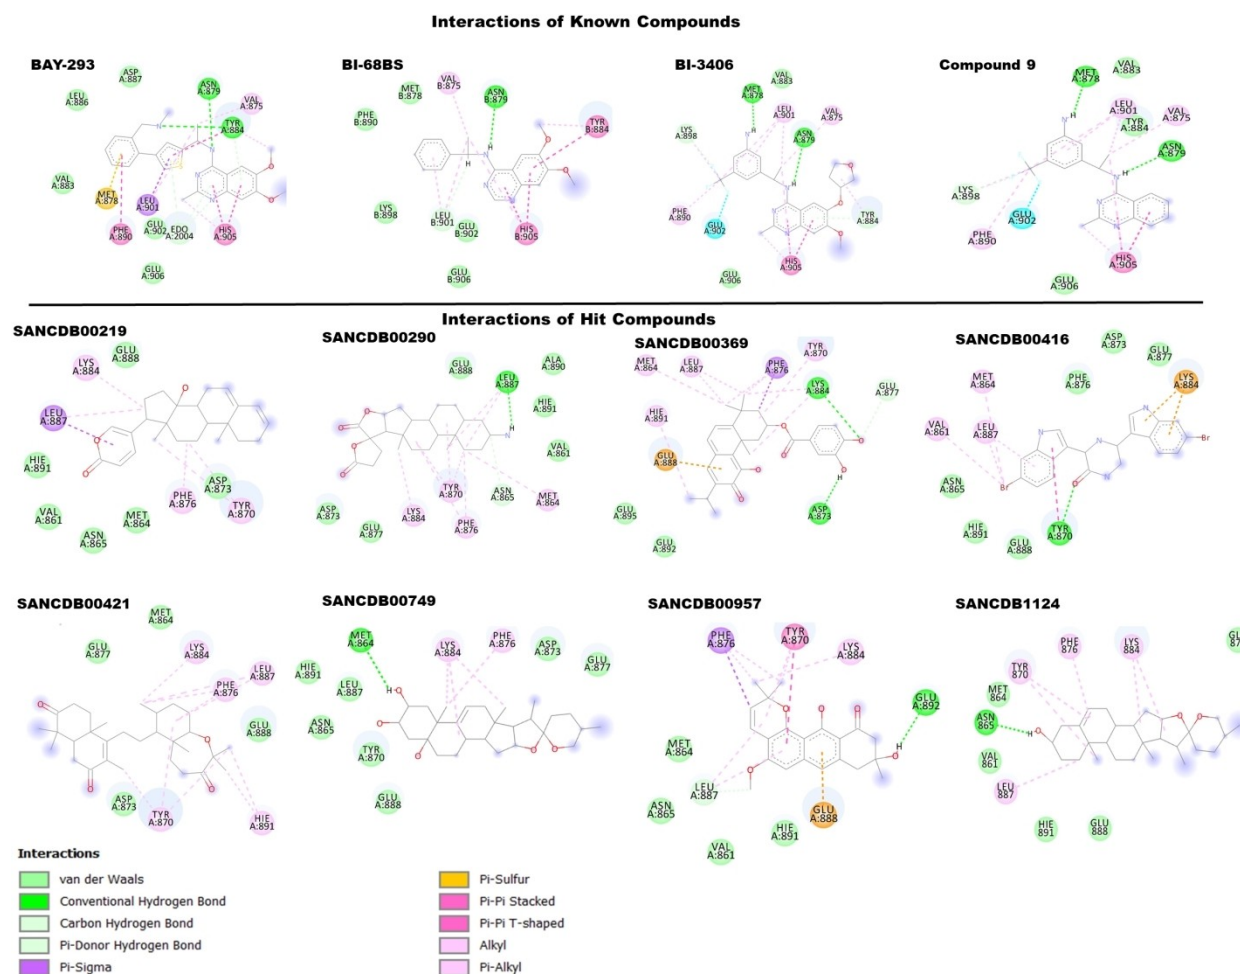 Interactions of Known Compounds
BAY-293
ASP
A:887
LEU
A:886
ASN
A:879
VAL
A:875
TYR
A:884
VAL
A:883
MET
A:878
LEU
A:901
PHE
A:890
GLU
A:902
EDO
A:2004
HIS
A:905
GLU
A:906
BI-68BS
MET
B:878
VAL
B:875
ASN
B:879
PHE
B:890
TYR
B:884
H
H
LYS
B:898
LEU
B:901
GLU
B:902
HIS
B:905
GLU
B:906
BI-3406
MET
A:878
VAL
A:883
LEU
A:901
VAL
A:875
LYS
A:898
ASN
A:879
H
H
PHE
A:890
GLU
A:902
TYR
A:884
HIS
A:905
GLU
A:906
Compound 9
MET
A:878
VAL
A:883
LEU
A:901
TYR
A:884
VAL
A:875
ASN
A:879
H
H
LYS
A:898
GLU
A:902
PHE
A:890
HIS
A:905
GLU
A:906
Interactions of Hit Compounds
SANCDB00219
LYS
A:884
GLU
A:888
LEU
A:887
HIE
A:891
VAL
A:861
ASN
A:865
MET
A:864
PHE
A:876
ASP
A:873
TYR
A:870
SANCDB00290
GLU
A:888
LEU
A:887
ALA
A:890
HIE
A:891
H
VAL
A:861
ASP
A:873
GLU
A:877
LYS
A:884
TYR
A:870
PHE
A:876
ASN
A:865
MET
A:864
SANCDB00369
MET
A:864
LEU
A:887
PHE
A:876
TYR
A:870
LYS
A:884
GLU
A:877
HIE
A:891
GLU
A:888
H
GLU
A:895
GLU
A:892
ASP
A:873
SANCDB00416
ASP
A:873
GLU
A:877
MET
A:864
PHE
A:876
LYS
A:884
VAL
A:861
LEU
A:887
Br
Br
ASN
A:865
HIE
A:891
GLU
A:888
TYR
A:870
SANCDB00421
MET
A:864
GLU
A:877
LYS
A:884
PHE
A:876
LEU
A:887
GLU
A:888
ASP
A:873
TYR
A:870
HIE
A:891
SANCDB00749
MET
A:864
LYS
A:884
PHE
A:876
ASP
A:873
GLU
A:877
HIE
A:891
LEU
A:887
H
ASN
A:865
TYR
A:870
GLU
A:888
SANCDB00957
PHE
A:876
TYR
A:870
LYS
A:884
GLU
A:892
H
MET
A:864
LEU
A:887
ASN
A:865
VAL
A:861
HIE
A:891
GLU
A:888
SANCDB1124
PHE
876
LYS
884
TYR
870
MET
864
ASN
865
H
VAL
861
LEU
887
HIE
891
GLU
888
Interactions
van der Waals
Conventional Hydrogen Bond
Carbon Hydrogen Bond
Pi-Donor Hydrogen Bond
Pi-Sigma
Pi-Sulfur
Pi-Pi Stacked
Pi-Pi T-shaped
Alkyl
Pi-Alkyl